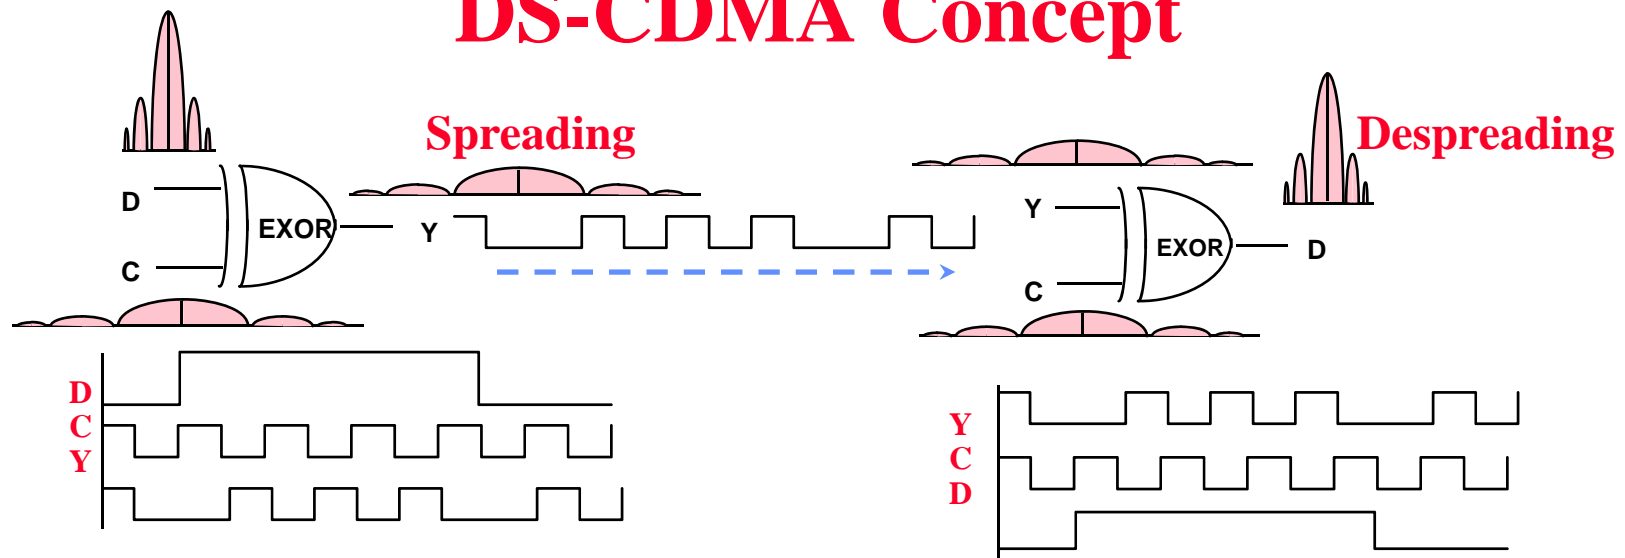 DS-CDMA Concept
Spreading
Despreading
D
C
EXOR
Y
Y
C
EXOR
D
D
C
Y
Y
C
D